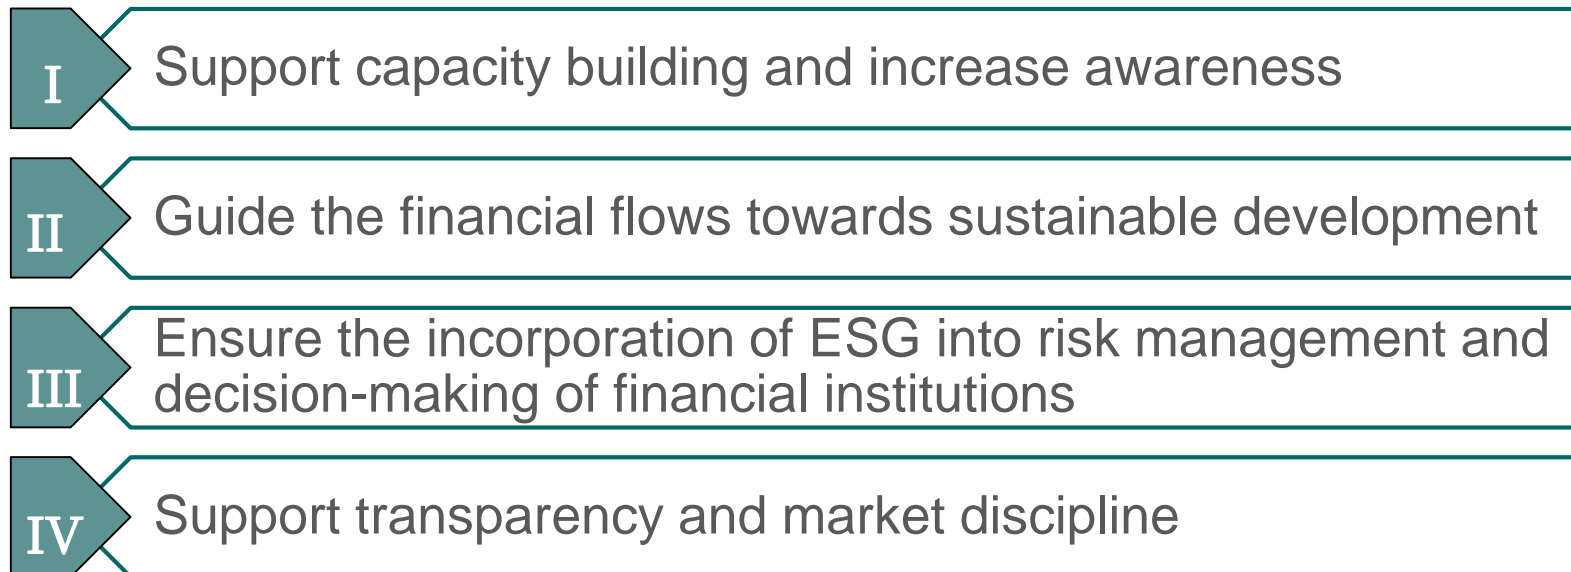 I
Support capacity building and increase awareness
II
Guide the financial flows towards sustainable development
III
Ensure the incorporation of ESG into risk management and
decision-making of financial institutions
IV
Support transparency and market discipline